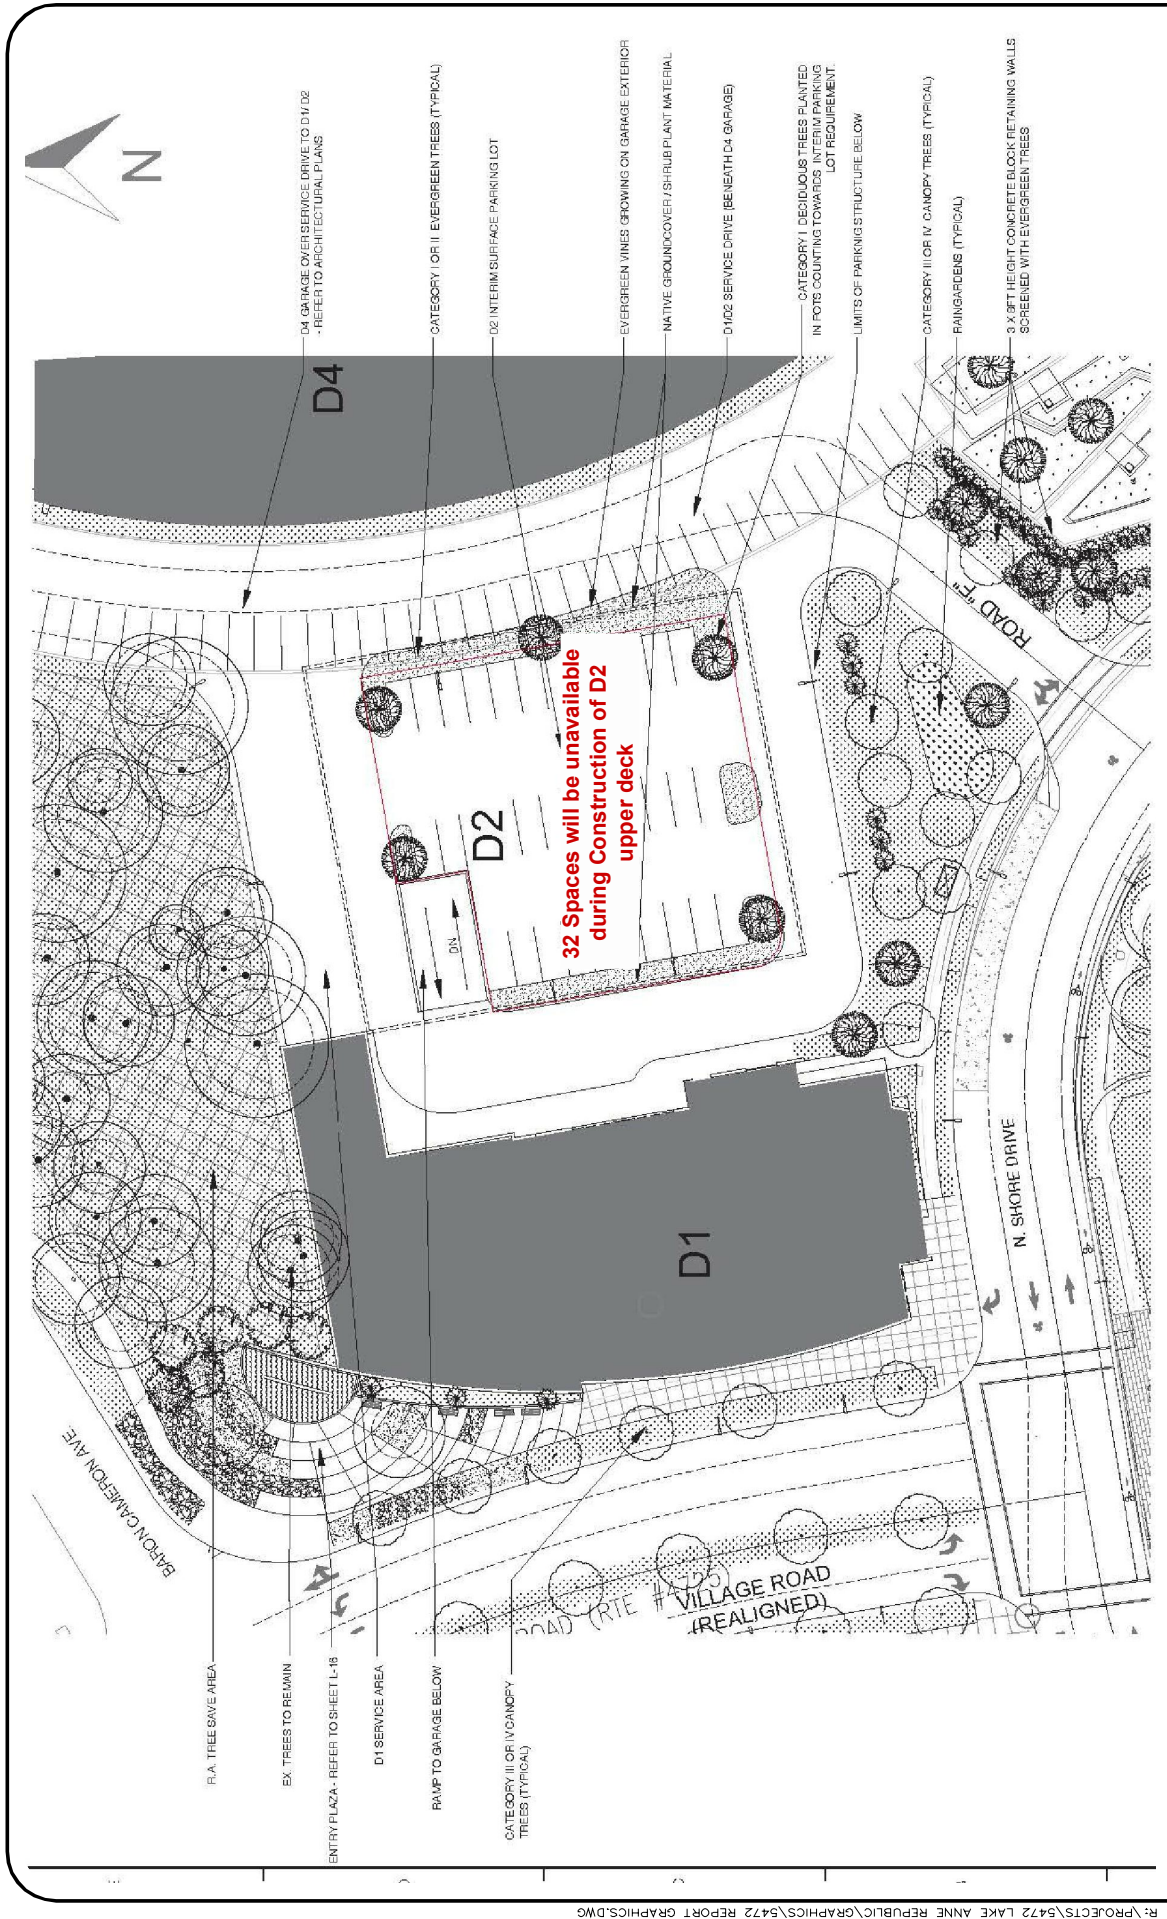 N
D4 GARAGE OVER SERVICE DRIVE TO D1/ D2
- REFER TO ARCHITECTURAL PLANS
CATEGORY I OR II EVERGREEN TREES (TYPICAL)
D2 INTERIM SURFACE PARKING LOT
EVERGREEN VINES GROWING ON GARAGE EXTERIOR
NATIVE GROUNDCOVER / SHRUB PLANT MATERIAL
D1/D2 SERVICE DRIVE (BENEATH D4 GARAGE)
CATEGORY I DECIDUOUS TREES PLANTED
IN POTS COUNTING TOWARDS INTERIM PARKING
LOT REQUIREMENT.
LIMITS OF PARKNIG STRUCTURE BELOW
CATEGORY III OR IV CANOPY TREES (TYPICAL)
RAINGARDENS (TYPICAL)
3 X 6FT HEIGHT CONCRETE BLOCK RETAINING WALLS
SCREENED WITH EVERGREEN TREES
D4
D2
32 Spaces will be unavailable
during Construction of D2
upper deck
DN
ROAD "E"
D1
N. SHORE DRIVE
BARON CAMERON AVE
ROAD (RTE #4725)
VILLAGE ROAD
(REALIGNED)
R.A. TREE SAVE AREA
EX. TREES TO REMAIN
ENTRY PLAZA - REFER TO SHEET L-16
D1 SERVICE AREA
RAMP TO GARAGE BELOW
CATEGORY III OR IV CANOPY
TREES (TYPICAL)
R:\PROJECTS\5472 LAKE ANNE REPUBLIC\GRAPHICS\5472 REPORT GRAPHICS.DWG